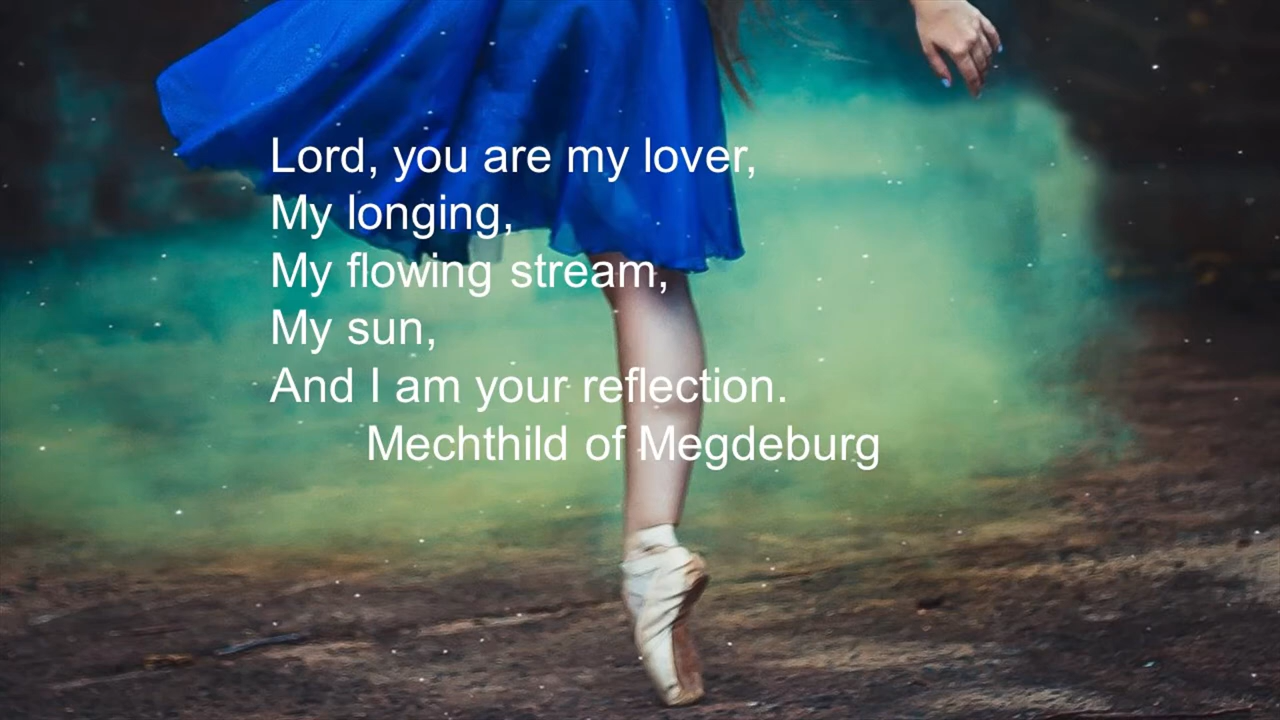 Lord, you are my lover,
My longing,
My flowing stream,
My sun,
And I am your reflection.
Mechthild of Megdeburg